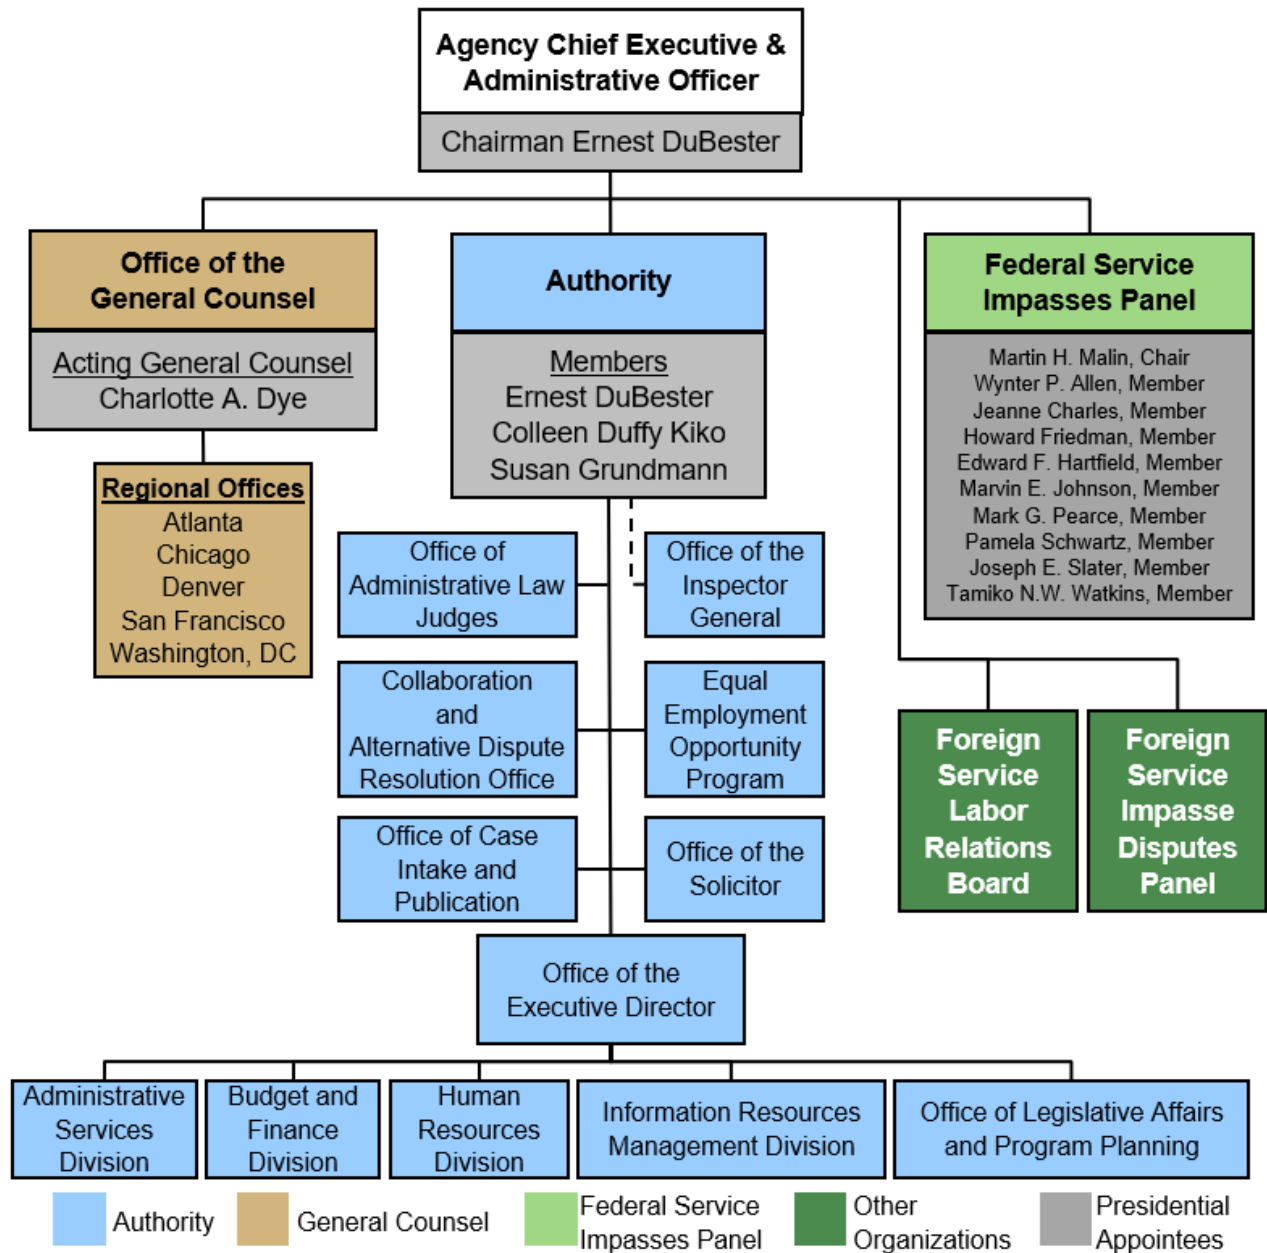 Agency Chief Executive &
Administrative Officer
Chairman Ernest DuBester
Office of the
General Counsel
Acting General Counsel
Charlotte A. Dye
Regional Offices
Atlanta
Chicago
Denver
San Francisco
Washington, DC
Authority
Members
Ernest DuBester
Colleen Duffy Kiko
Susan Grundmann
Federal Service
Impasses Panel
Martin H. Malin, Chair
Wynter P. Allen, Member
Jeanne Charles, Member
Howard Friedman, Member
Edward F. Hartfield, Member
Marvin E. Johnson, Member
Mark G. Pearce, Member
Pamela Schwartz, Member
Joseph E. Slater, Member
Tamiko N.W. Watkins, Member
Office of
Administrative Law
Judges
Office of the
Inspector
General
Collaboration
and
Alternative Dispute
Resolution Office
Equal
Employment
Opportunity
Program
Office of Case
Intake and
Publication
Office of the
Solicitor
Foreign
Service
Labor
Relations
Board
Foreign
Service
Impasse
Disputes
Panel
Office of the
Executive Director
Administrative
Services
Division
Budget and
Finance
Division
Human
Resources
Division
Information Resources
Management Division
Office of Legislative Affairs
and Program Planning
Authority
General Counsel
Federal Service
Impasses Panel
Other
Organizations
Presidential
Appointees